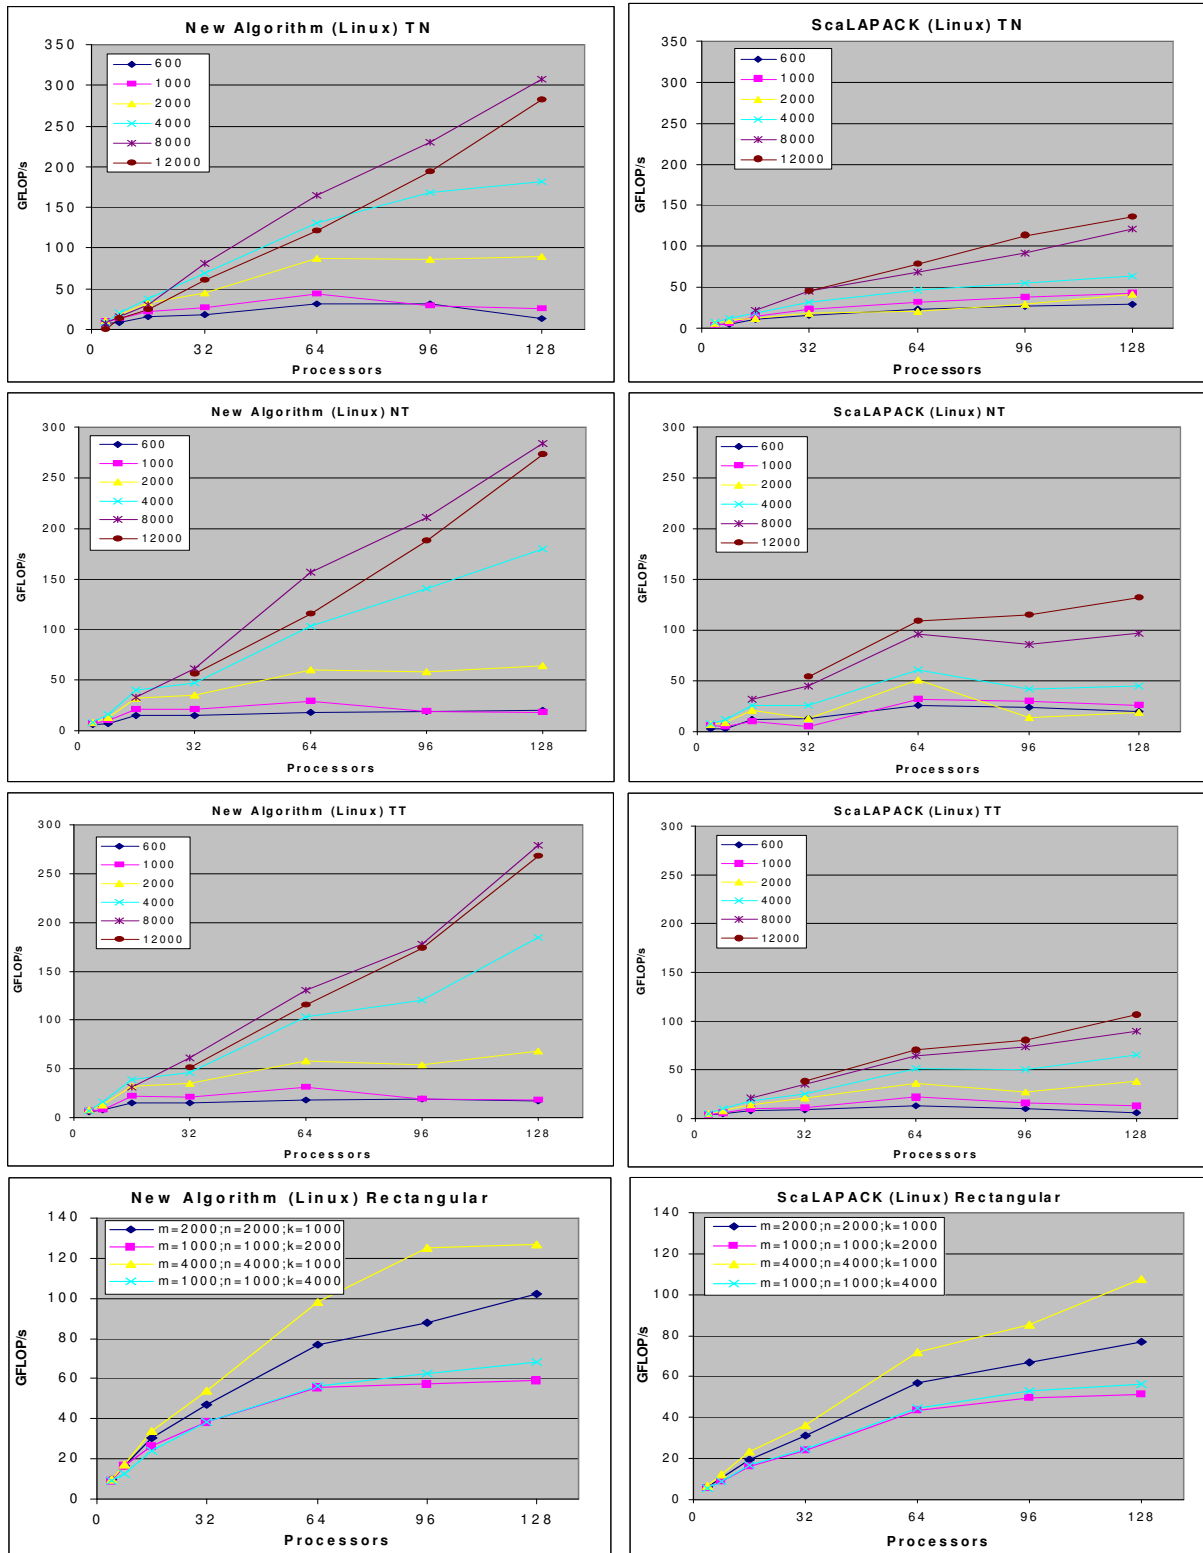 New Algorithm (Linux) TN
GFLOP/s
350
300
250
200
150
100
50
0
600
1000
2000
4000
8000
12000
0 32 64 96 128
Processors
ScaLAPACK (Linux) TN
GFLOP/s
350
300
250
200
150
100
50
0
600
1000
2000
4000
8000
12000
0 32 64 96 128
Processors
New Algorithm (Linux) NT
GFLOP/s
300
250
200
150
100
50
0
600
1000
2000
4000
8000
12000
0 32 64 96 128
Processors
ScaLAPACK (Linux) NT
GFLOP/s
300
250
200
150
100
50
0
600
1000
2000
4000
8000
12000
0 32 64 96 128
Processors
New Algorithm (Linux) TT
GFLOP/s
300
250
200
150
100
50
0
600
1000
2000
4000
8000
12000
0 32 64 96 128
Processors
ScaLAPACK (Linux) TT
GFLOP/s
300
250
200
150
100
50
0
600
1000
2000
4000
8000
12000
0 32 64 96 128
Processors
New Algorithm (Linux) Rectangular
GFLOP/s
140
120
100
80
60
40
20
0
m=2000;n=2000;k=1000
m=1000;n=1000;k=2000
m=4000;n=4000;k=1000
m=1000;n=1000;k=4000
0 32 64 96 128
Processors
ScaLAPACK (Linux) Rectangular
GFLOP/s
140
120
100
80
60
40
20
0
m=2000;n=2000;k=1000
m=1000;n=1000;k=2000
m=4000;n=4000;k=1000
m=1000;n=1000;k=4000
0 32 64 96 128
Processors